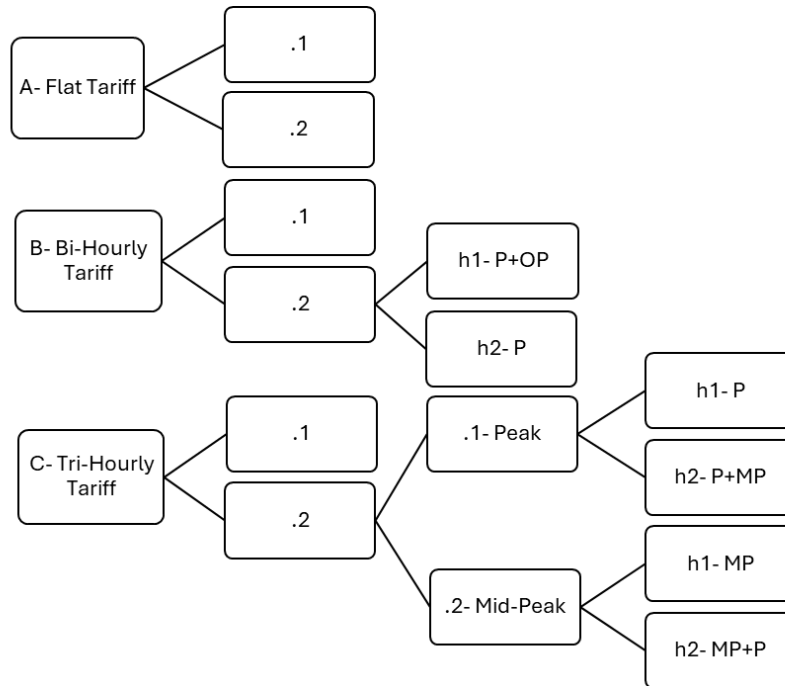 A- Flat Tariff
.1
.2
B- Bi-Hourly
Tariff
.1
.2
h1- P+OP
h2- P
C- Tri-Hourly
Tariff
.1
.2
.1- Peak
h1- P
h2- P+MP
.2- Mid-Peak
h1- MP
h2- MP+P